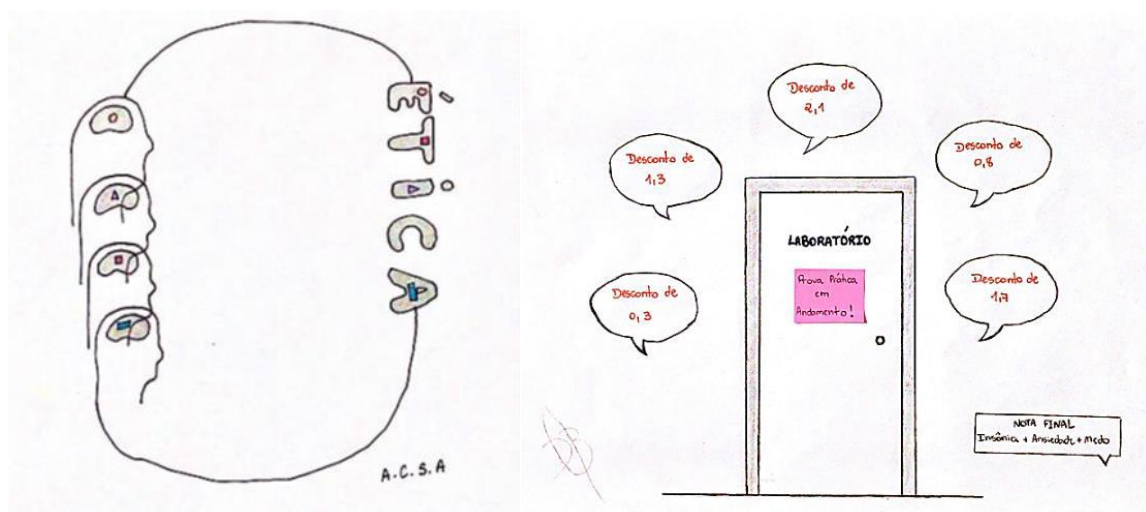 ÉTiCA
A.C.S.A
Desconto de
2,1
Desconto de
1,3
Desconto de
0,8
LABORATÓRIO
Prova Prática
em
Andamento!
Desconto de
0,3
Desconto de
1,7
NOTA FINAL
Insônia + Ansiedade + Medo